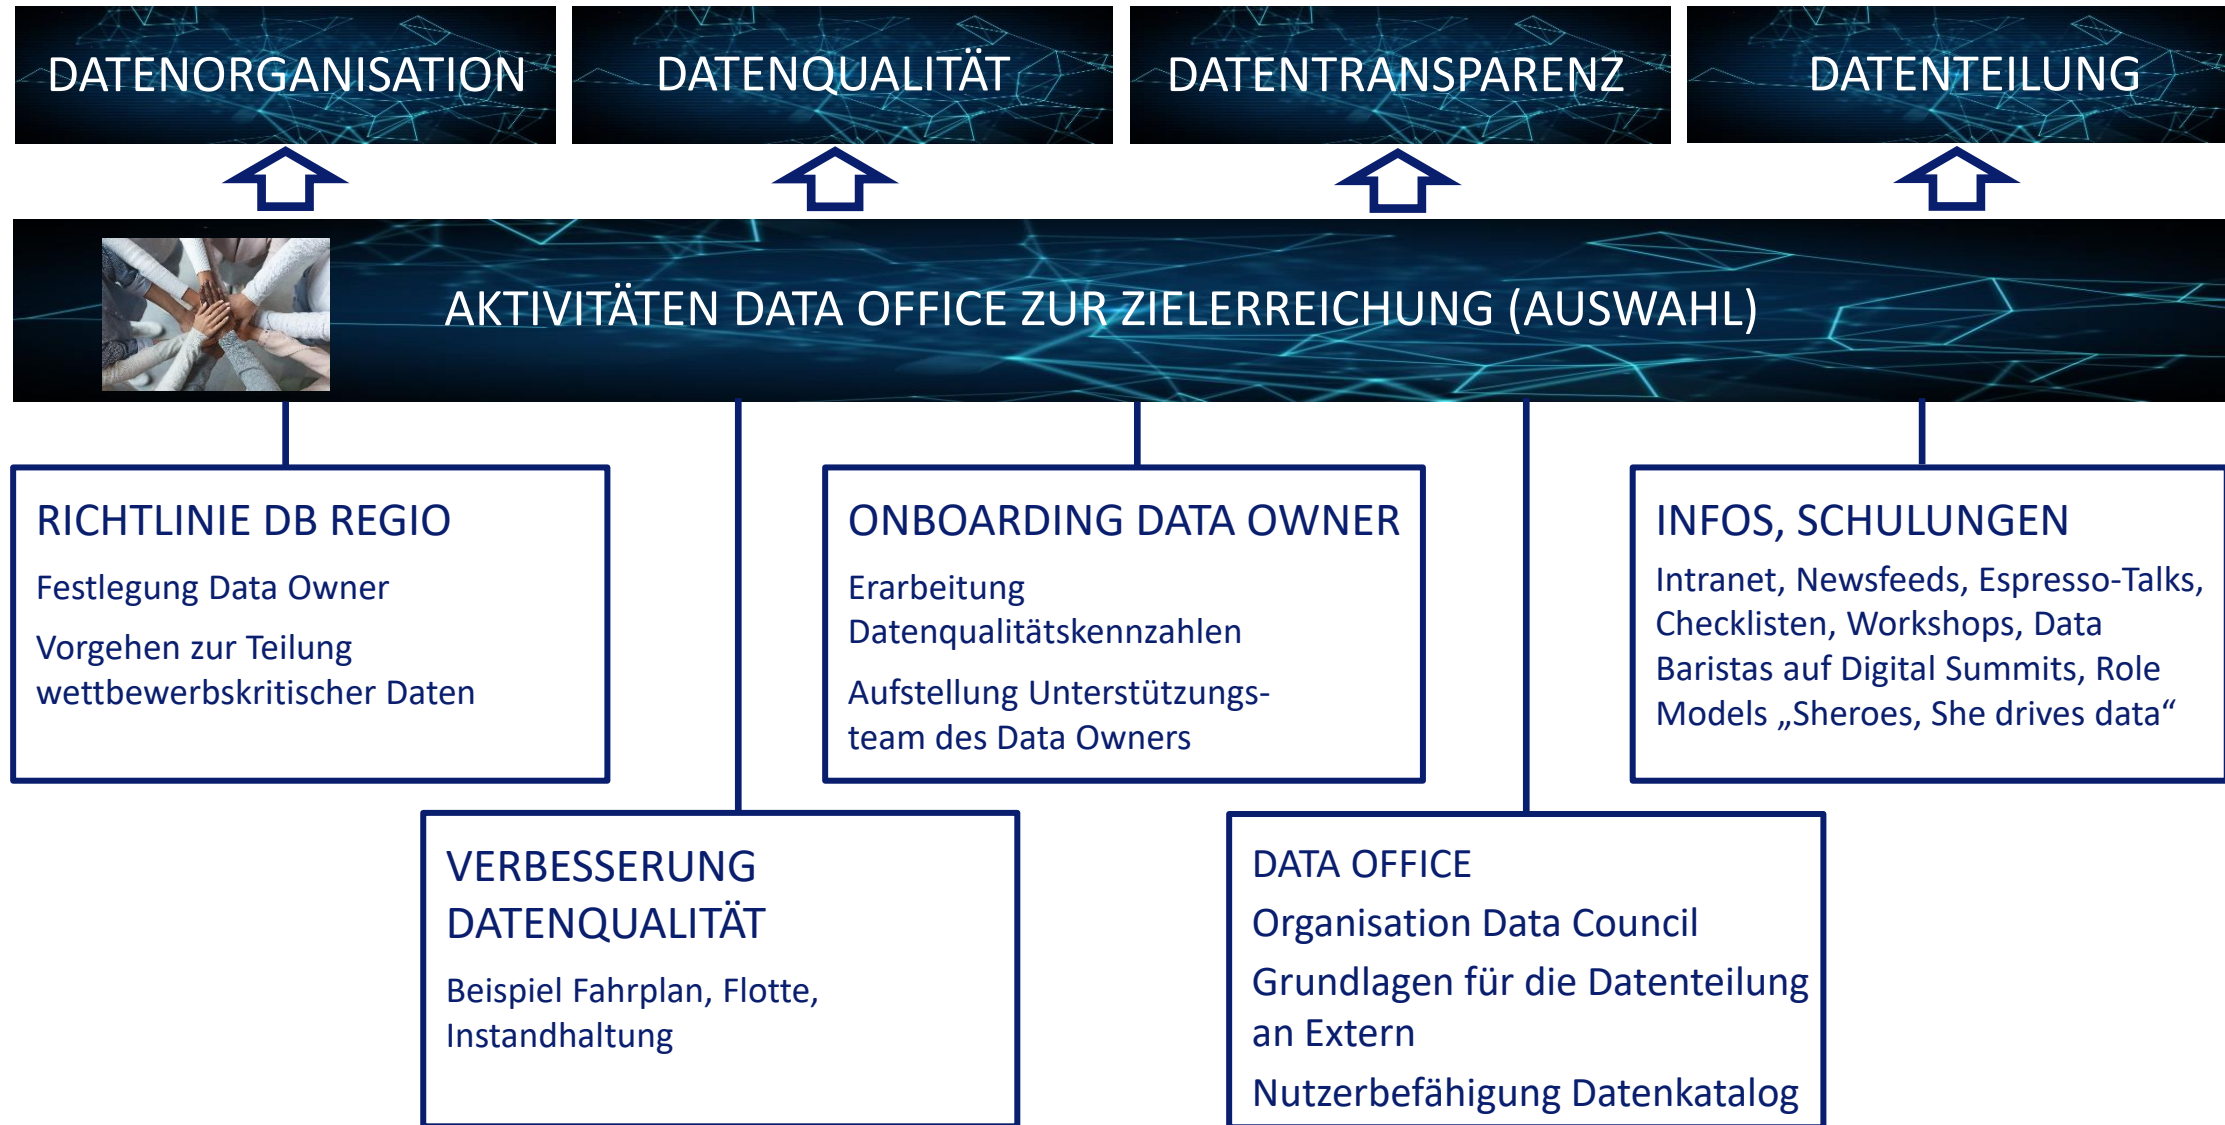 DATENORGANISATION
DATENQUALITÄT
DATENTRANSPARENZ
DATENTEILUNG
AKTIVITÄTEN DATA OFFICE ZUR ZIELERREICHUNG (AUSWAHL)
RICHTLINIE DB REGIO
Festlegung Data Owner
Vorgehen zur Teilung
wettbewerbskritischer Daten
ONBOARDING DATA OWNER
Erarbeitung
Datenqualitätskennzahlen
Aufstellung Unterstützungs-
team des Data Owners
INFOS, SCHULUNGEN
Intranet, Newsfeeds, Espresso-Talks,
Checklisten, Workshops, Data
Baristas auf Digital Summits, Role
Models „Sheroes, She drives data“
VERBESSERUNG
DATENQUALITÄT
Beispiel Fahrplan, Flotte,
Instandhaltung
DATA OFFICE
Organisation Data Council
Grundlagen für die Datenteilung
an Extern
Nutzerbefähigung Datenkatalog